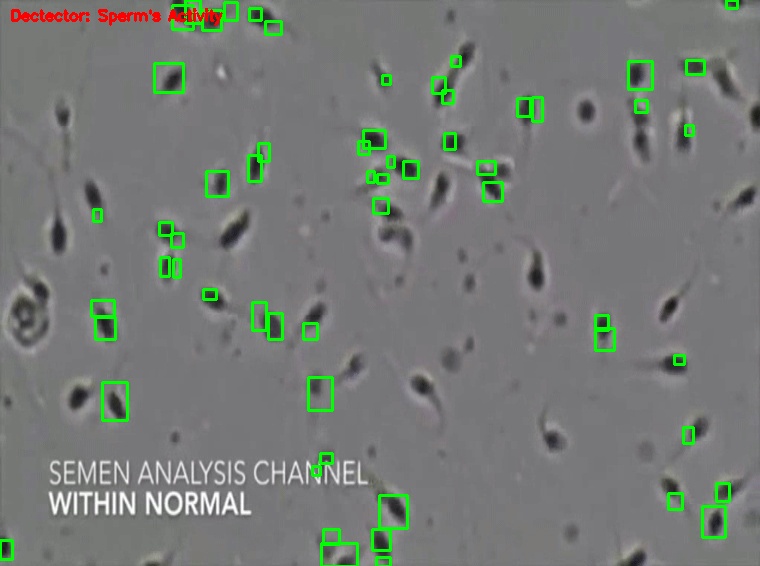 Dectector: Sperm's Activity
SEMEN ANALYSIS CHANNEL
WITHIN NORMAL